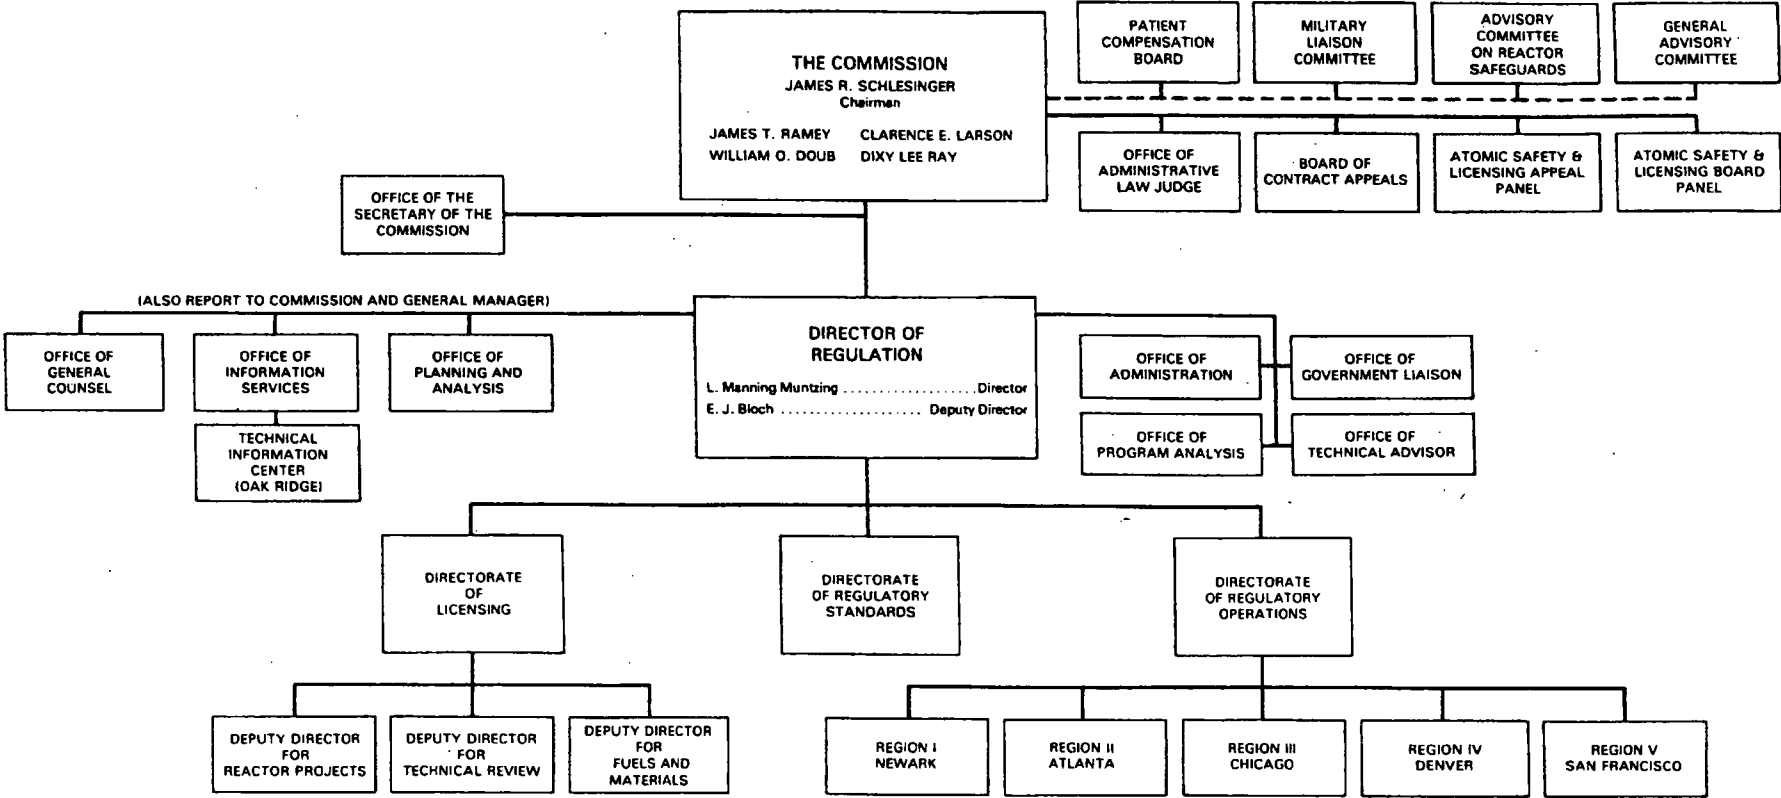 THE COMMISSION
JAMES R. SCHLESINGER
Chairman
JAMES T. RAMEY CLARENCE E. LARSON
WILLIAM O. DOUB DIXY LEE RAY
PATIENT
COMPENSATION
BOARD
MILITARY
LIAISON
COMMITTEE
ADVISORY
COMMITTEE
ON REACTOR
SAFEGUARDS
GENERAL
ADVISORY
COMMITTEE
OFFICE OF
ADMINISTRATIVE
LAW JUDGE
BOARD OF
CONTRACT APPEALS
ATOMIC SAFETY &
LICENSING APPEAL
PANEL
ATOMIC SAFETY &
LICENSING BOARD
PANEL
OFFICE OF THE
SECRETARY OF THE
COMMISSION
(ALSO REPORT TO COMMISSION AND GENERAL MANAGER)
OFFICE OF
GENERAL
COUNSEL
OFFICE OF
INFORMATION
SERVICES
OFFICE OF
PLANNING AND
ANALYSIS
TECHNICAL
INFORMATION
CENTER
(OAK RIDGE)
DIRECTOR OF
REGULATION
L. Manning Muntzing ..................... Director
E. J. Bloch ...................... Deputy Director
OFFICE OF
ADMINISTRATION
OFFICE OF
GOVERNMENT LIAISON
OFFICE OF
PROGRAM ANALYSIS
OFFICE OF
TECHNICAL ADVISOR
DIRECTORATE
OF
LICENSING
DIRECTORATE
OF REGULATORY
STANDARDS
DIRECTORATE
OF REGULATORY
OPERATIONS
DEPUTY DIRECTOR
FOR
REACTOR PROJECTS
DEPUTY DIRECTOR
FOR
TECHNICAL REVIEW
DEPUTY DIRECTOR
FOR
FUELS AND
MATERIALS
REGION I
NEWARK
REGION II
ATLANTA
REGION III
CHICAGO
REGION IV
DENVER
REGION V
SAN FRANCISCO